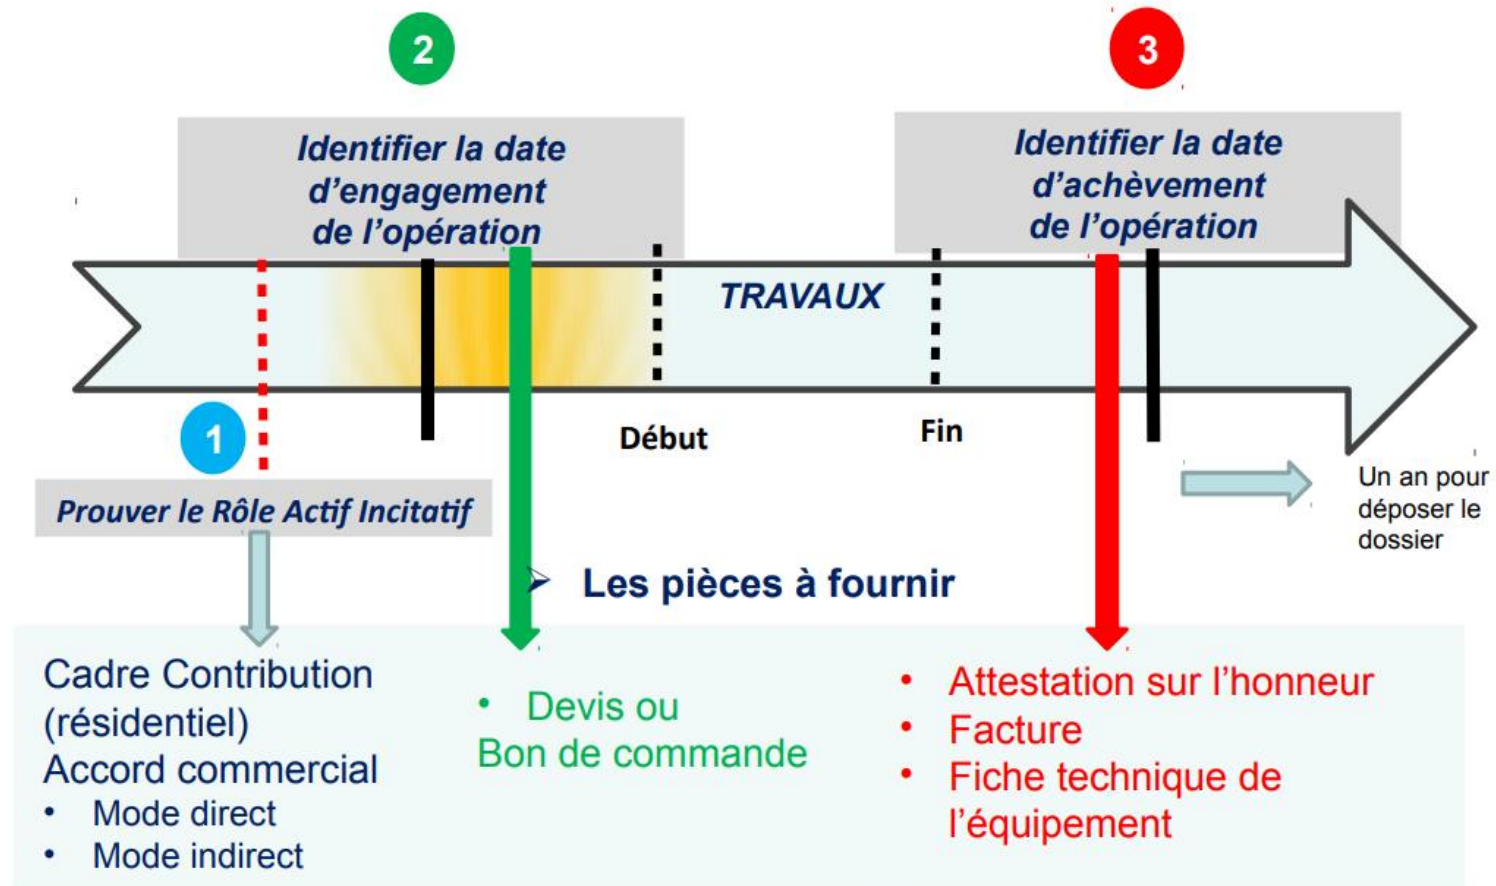 2
3
Identifier la date
d'engagement
de l'opération
Identifier la date
d'achèvement
de l'opération
TRAVAUX
1
Début
Fin
Prouver le Rôle Actif Incitatif
Un an pour
déposer le
dossier
➤ Les pièces à fournir
Cadre Contribution
(résidentiel)
Accord commercial
• Mode direct
• Mode indirect
• Devis ou
Bon de commande
• Attestation sur l'honneur
• Facture
• Fiche technique de
l'équipement